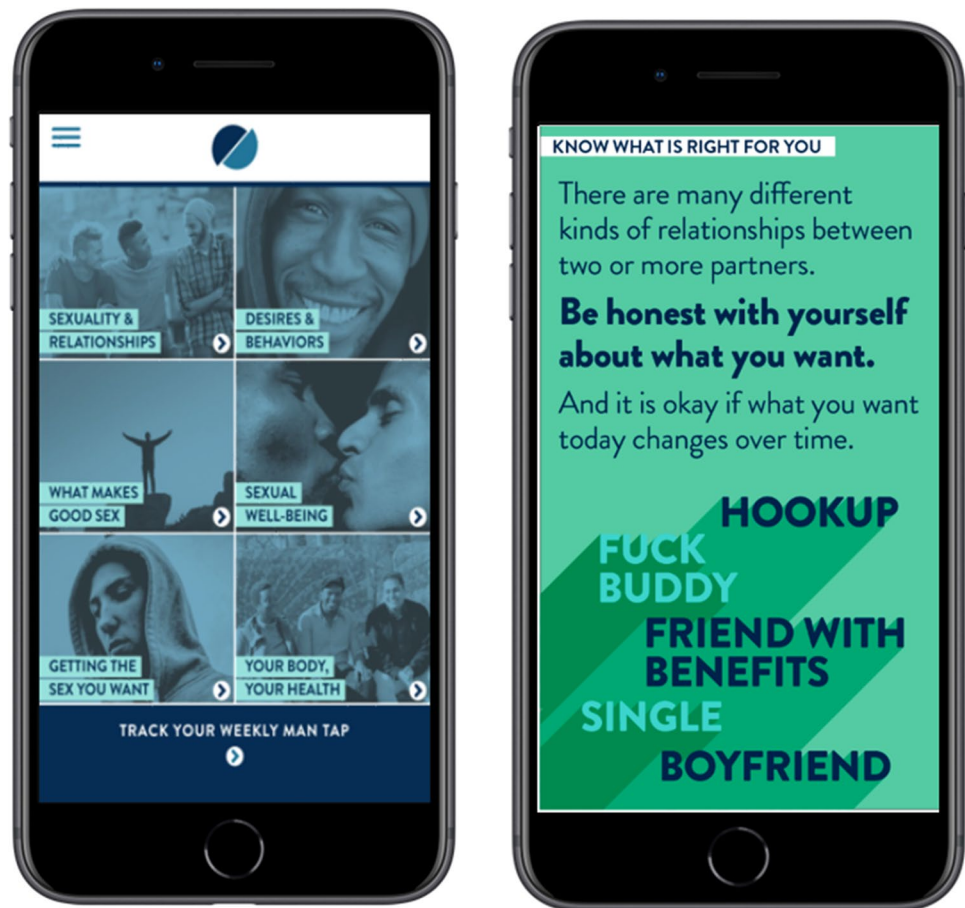 SEXUALITY &
RELATIONSHIPS
DESIRES &
BEHAVIORS
WHAT MAKES
GOOD SEX
SEXUAL
WELL-BEING
GETTING THE
SEX YOU WANT
YOUR BODY,
YOUR HEALTH
TRACK YOUR WEEKLY MAN TAP
KNOW WHAT IS RIGHT FOR YOU
There are many different
kinds of relationships between
two or more partners.
Be honest with yourself
about what you want.
And it is okay if what you want
today changes over time.
HOOKUP
FUCK
BUDDY
FRIEND WITH
BENEFITS
SINGLE
BOYFRIEND